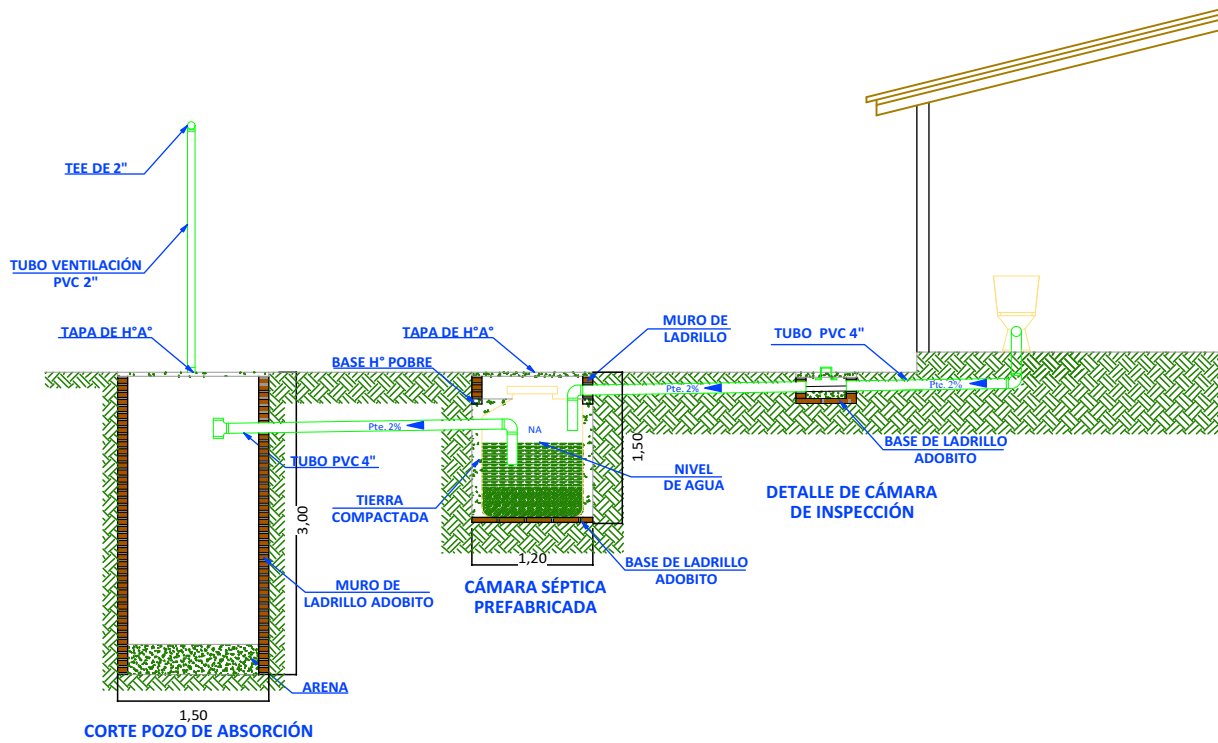 TEE DE 2"
TUBO VENTILACIÓN
PVC 2"
TAPA DE H°A°
TAPA DE H°A°
BASE H° POBRE
MURO DE
LADRILLO
TUBO PVC 4"
Pte. 2%
Pte. 2%
Pte. 2%
NA
TUBO PVC 4"
1,50
BASE DE LADRILLO
ADOBITO
NIVEL
DE AGUA
TIERRA
COMPACTADA
DETALLE DE CÁMARA
DE INSPECCIÓN
3,00
1,20
BASE DE LADRILLO
ADOBITO
MURO DE
LADRILLO ADOBITO
CÁMARA SÉPTICA
PREFABRICADA
ARENA
1,50
CORTE POZO DE ABSORCIÓN